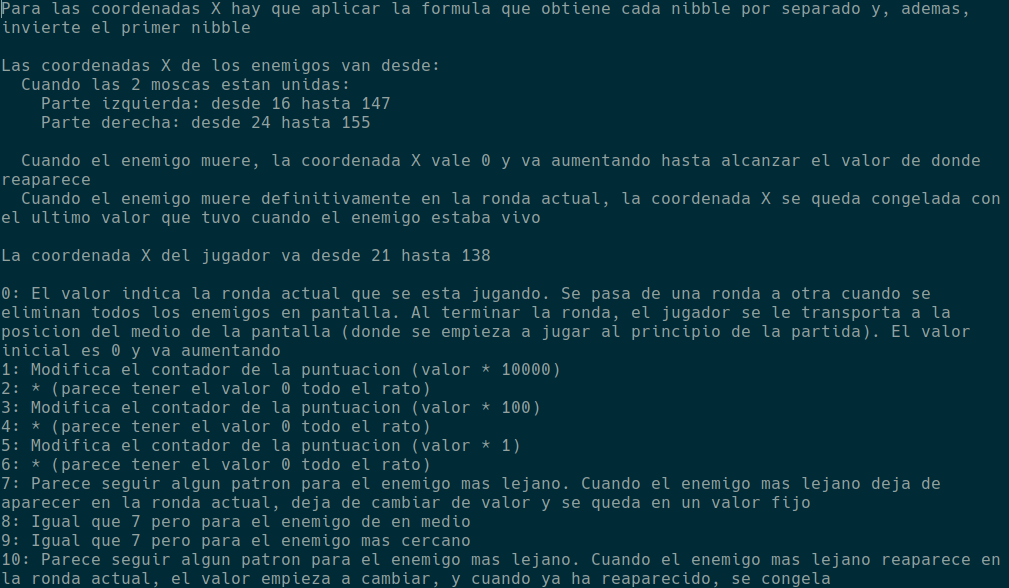 Para las coordenadas X hay que aplicar la formula que obtiene cada nibble por separado y, ademas,
invierte el primer nibble
Las coordenadas X de los enemigos van desde:
Cuando las 2 moscas estan unidas:
Parte izquierda: desde 16 hasta 147
Parte derecha: desde 24 hasta 155
Cuando el enemigo muere, la coordenada X vale 0 y va aumentando hasta alcanzar el valor de donde
reaparece
Cuando el enemigo muere definitivamente en la ronda actual, la coordenada X se queda congelada con
el ultimo valor que tuvo cuando el enemigo estaba vivo
La coordenada X del jugador va desde 21 hasta 138
0: El valor indica la ronda actual que se esta jugando. Se pasa de una ronda a otra cuando se
eliminan todos los enemigos en pantalla. Al terminar la ronda, el jugador se le transporta a la
posicion del medio de la pantalla (donde se empieza a jugar al principio de la partida). El valor
inicial es 0 y va aumentando
1: Modifica el contador de la puntuacion (valor * 10000)
2: * (parece tener el valor 0 todo el rato)
3: Modifica el contador de la puntuacion (valor * 100)
4: * (parece tener el valor 0 todo el rato)
5: Modifica el contador de la puntuacion (valor * 1)
6: * (parece tener el valor 0 todo el rato)
7: Parece seguir algun patron para el enemigo mas lejano. Cuando el enemigo mas lejano deja de
aparecer en la ronda actual, deja de cambiar de valor y se queda en un valor fijo
8: Igual que 7 pero para el enemigo de en medio
9: Igual que 7 pero para el enemigo mas cercano
10: Parece seguir algun patron para el enemigo mas lejano. Cuando el enemigo mas lejano reaparece en
la ronda actual, el valor empieza a cambiar, y cuando ya ha reaparecido, se congela